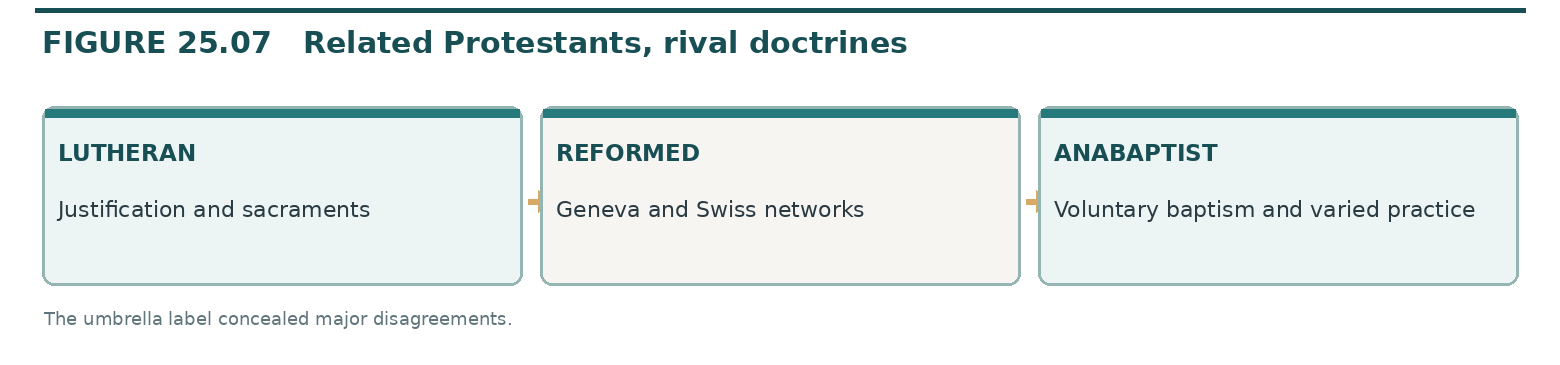 FIGURE 25.07 Related Protestants, rival doctrines
LUTHERAN
Justification and sacraments
REFORMED
Geneva and Swiss networks
ANABAPTIST
Voluntary baptism and varied practice
The umbrella label concealed major disagreements.